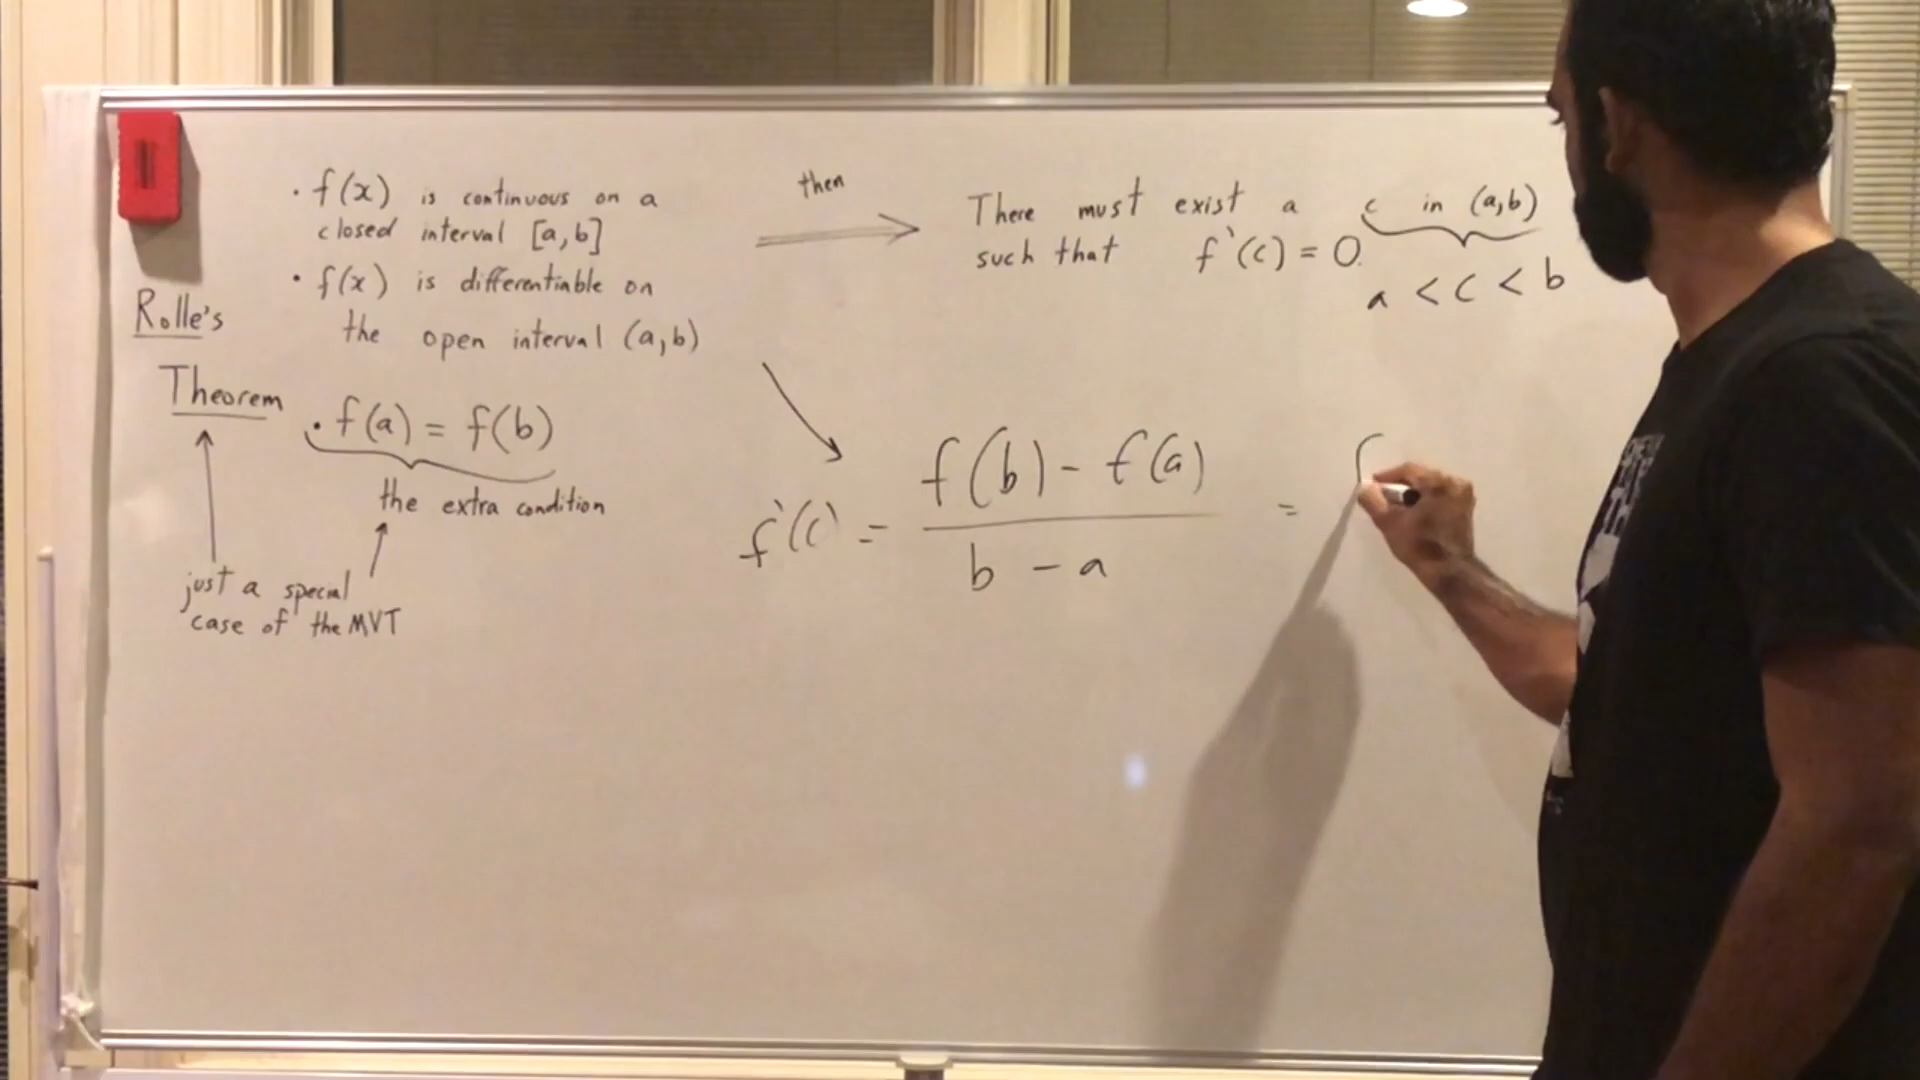 Rolle's
Theorem
· f(x) is continuous on a
closed interval [a,b]
· f(x) is differentiable on
the open interval (a,b)
· f(a) = f(b)
the extra condition
just a special
case of the MVT
then
There must exist a c in (a,b)
such that f'(c) = 0.
a < c < b
f'(c) = f(b) - f(a)
b - a
=